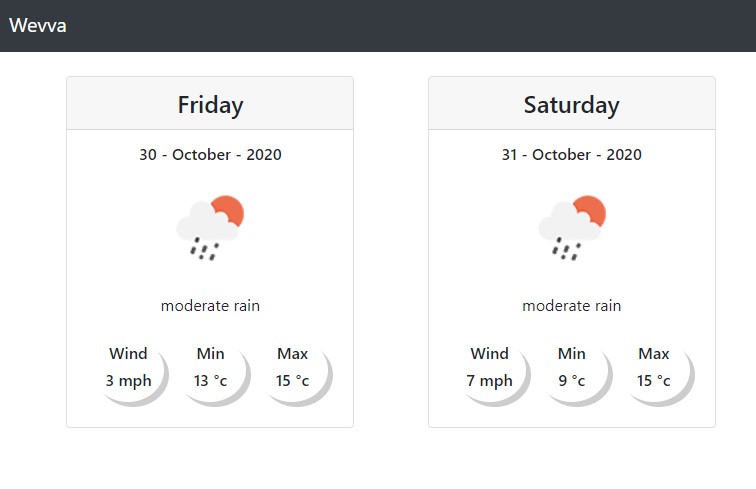 Wevva
Friday
30 - October - 2020
moderate rain
Wind Min Max
3 mph 13 °c 15 °c
Saturday
31 - October - 2020
moderate rain
Wind Min Max
7 mph 9 °c 15 °c